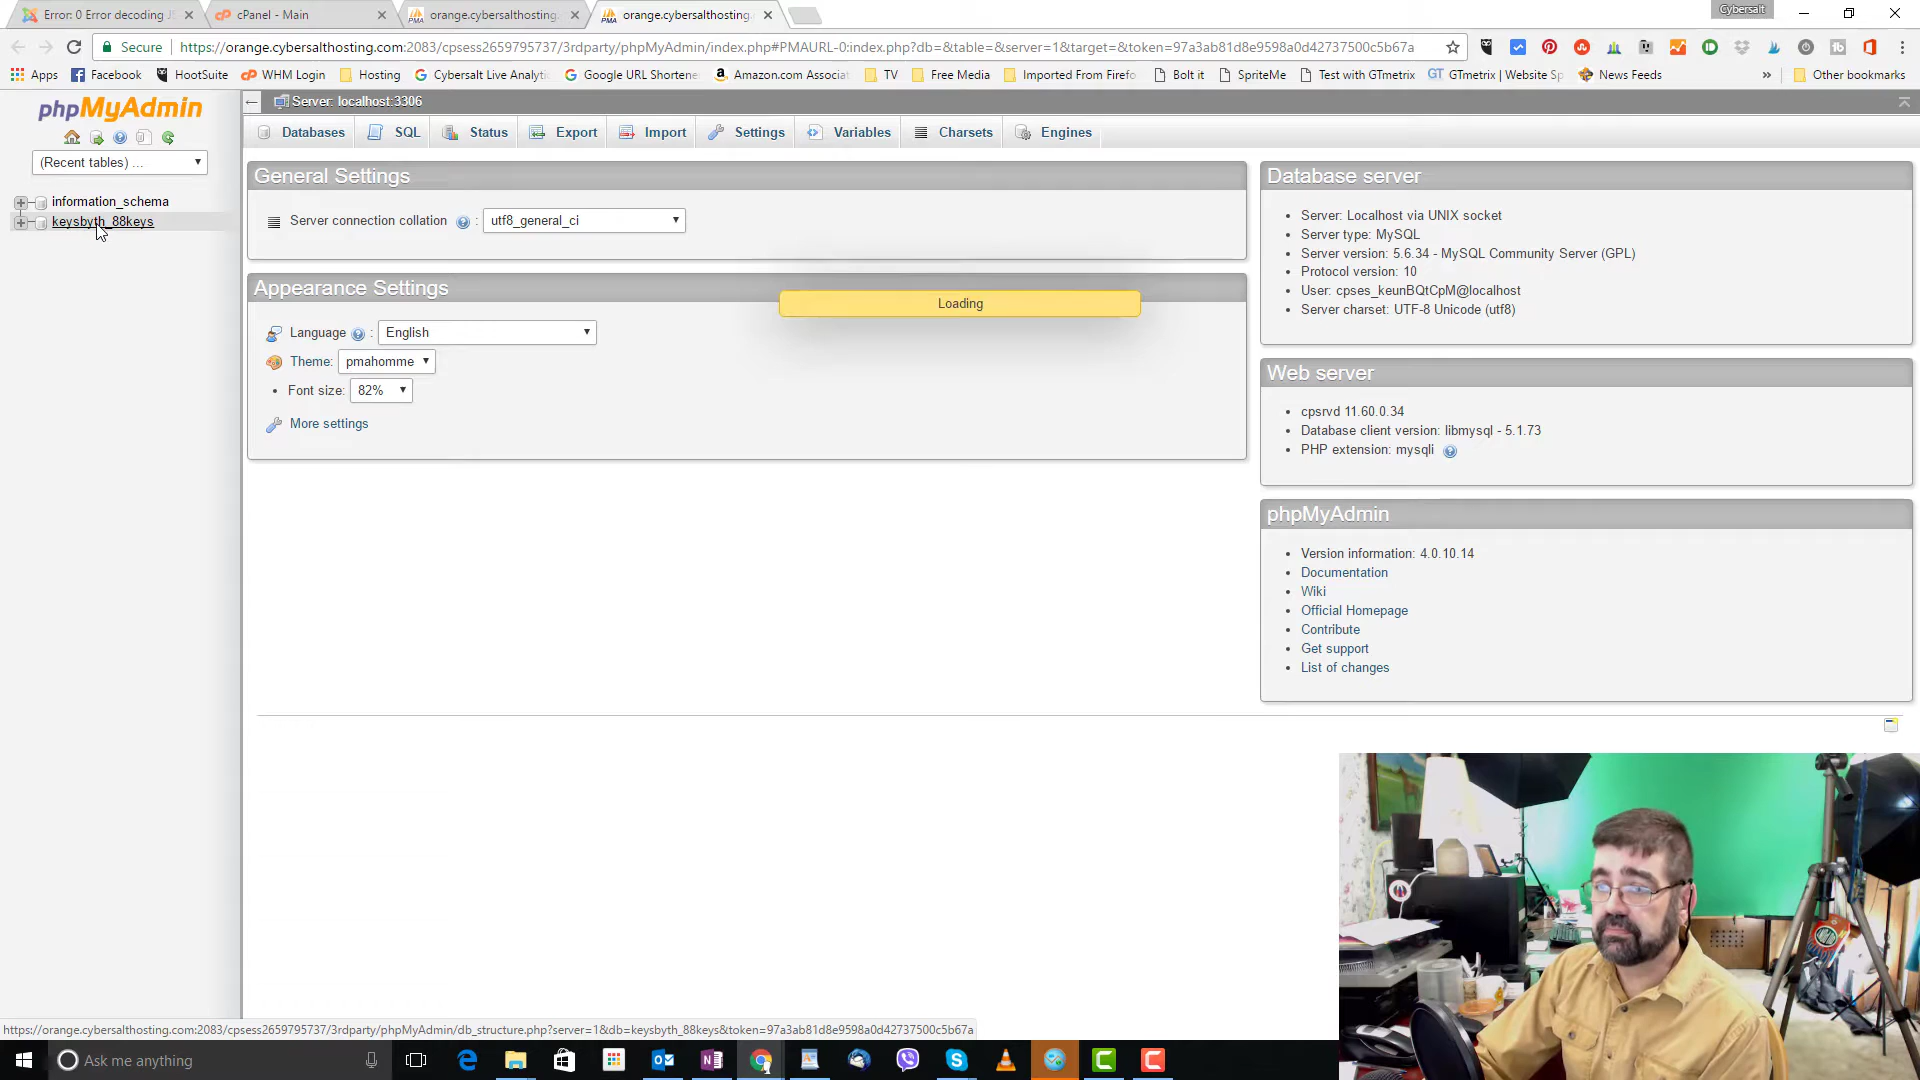 Error: 0 Error decoding JS
cPanel - Main
orange.cybersalthosting.
orange.cybersalthosting.
Cybersalt
Secure
https://orange.cybersalthosting.com:2083/cpsess2659795737/3rdparty/phpMyAdmin/index.php#PMAURL-0:index.php?db=&table=&server=1&target=&token=97a3ab81d8e9598a0d42737500c5b67a
Apps
Facebook
HootSuite
WHM Login
Hosting
Cybersalt Live Analytic
Google URL Shortene
Amazon.com Associat
TV
Free Media
Imported From Firefo
Bolt it
SpriteMe
Test with GTmetrix
GTmetrix | Website Sp
News Feeds
»
Other bookmarks
phpMyAdmin
(Recent tables) ...
information_schema
keysbyth_88keys
Server: localhost:3306
Databases
SQL
Status
Export
Import
Settings
Variables
Charsets
Engines
General Settings
Server connection collation : utf8_general_ci
Appearance Settings
Loading
Language : English
Theme: pmahomme
• Font size: 82%
More settings
Database server
• Server: Localhost via UNIX socket
• Server type: MySQL
• Server version: 5.6.34 - MySQL Community Server (GPL)
• Protocol version: 10
• User: cpses_keunBQtCpM@localhost
• Server charset: UTF-8 Unicode (utf8)
Web server
• cpsrvd 11.60.0.34
• Database client version: libmysql - 5.1.73
• PHP extension: mysqli
phpMyAdmin
• Version information: 4.0.10.14
• Documentation
• Wiki
• Official Homepage
• Contribute
• Get support
• List of changes
https://orange.cybersalthosting.com:2083/cpsess2659795737/3rdparty/phpMyAdmin/db_structure.php?server=1&db=keysbyth_88keys&token=97a3ab81d8e9598a0d42737500c5b67a
Ask me anything